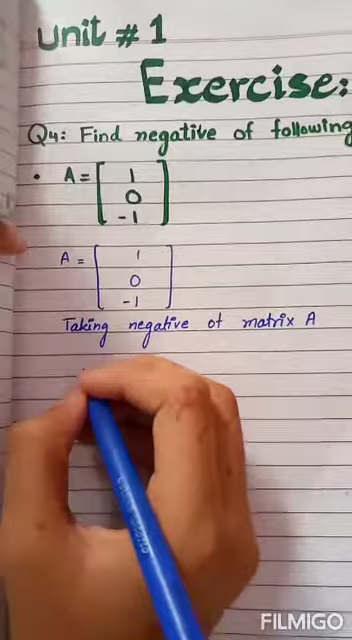 Unit # 1
Exercise:
Q4: Find negative of following
• A = [ 1
0
-1 ]
A = [ 1
0
-1 ]
Taking negative of matrix A
FILMIGO